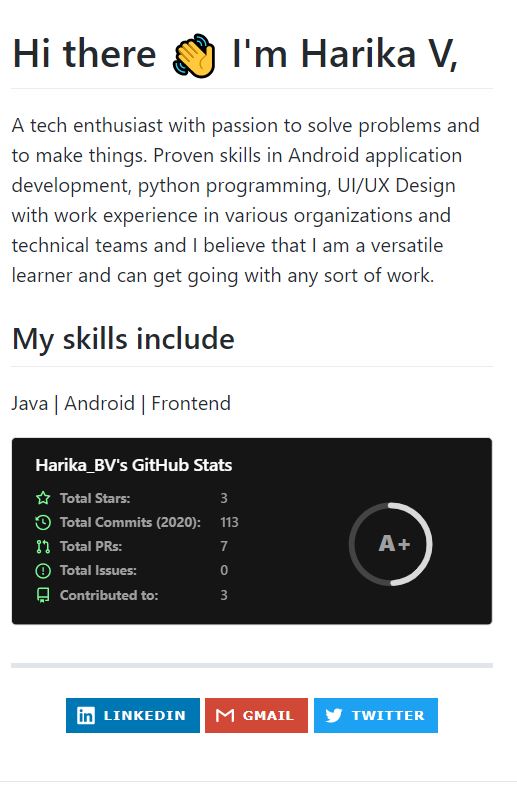 Hi there 👋 I'm Harika V,
A tech enthusiast with passion to solve problems and
to make things. Proven skills in Android application
development, python programming, UI/UX Design
with work experience in various organizations and
technical teams and I believe that I am a versatile
learner and can get going with any sort of work.
My skills include
Java | Android | Frontend
Harika_BV's GitHub Stats
Total Stars: 3
Total Commits (2020): 113
Total PRs: 7
Total Issues: 0
Contributed to: 3
A+
LINKEDIN GMAIL TWITTER